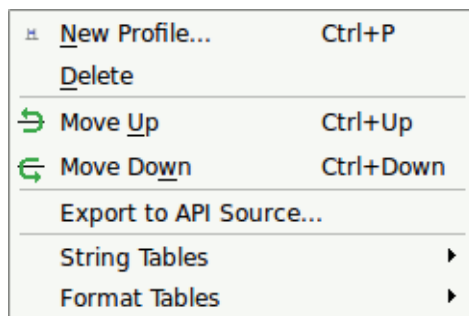 New Profile... Ctrl+P
Delete
Move Up Ctrl+Up
Move Down Ctrl+Down
Export to API Source...
String Tables
Format Tables